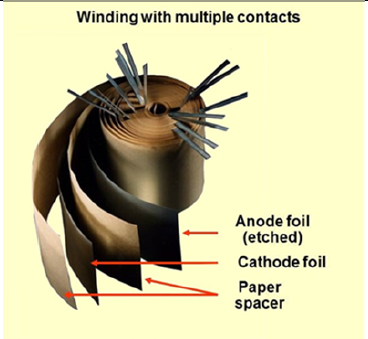 Winding with multiple contacts
Anode foil
(etched)
Cathode foil
Paper
spacer